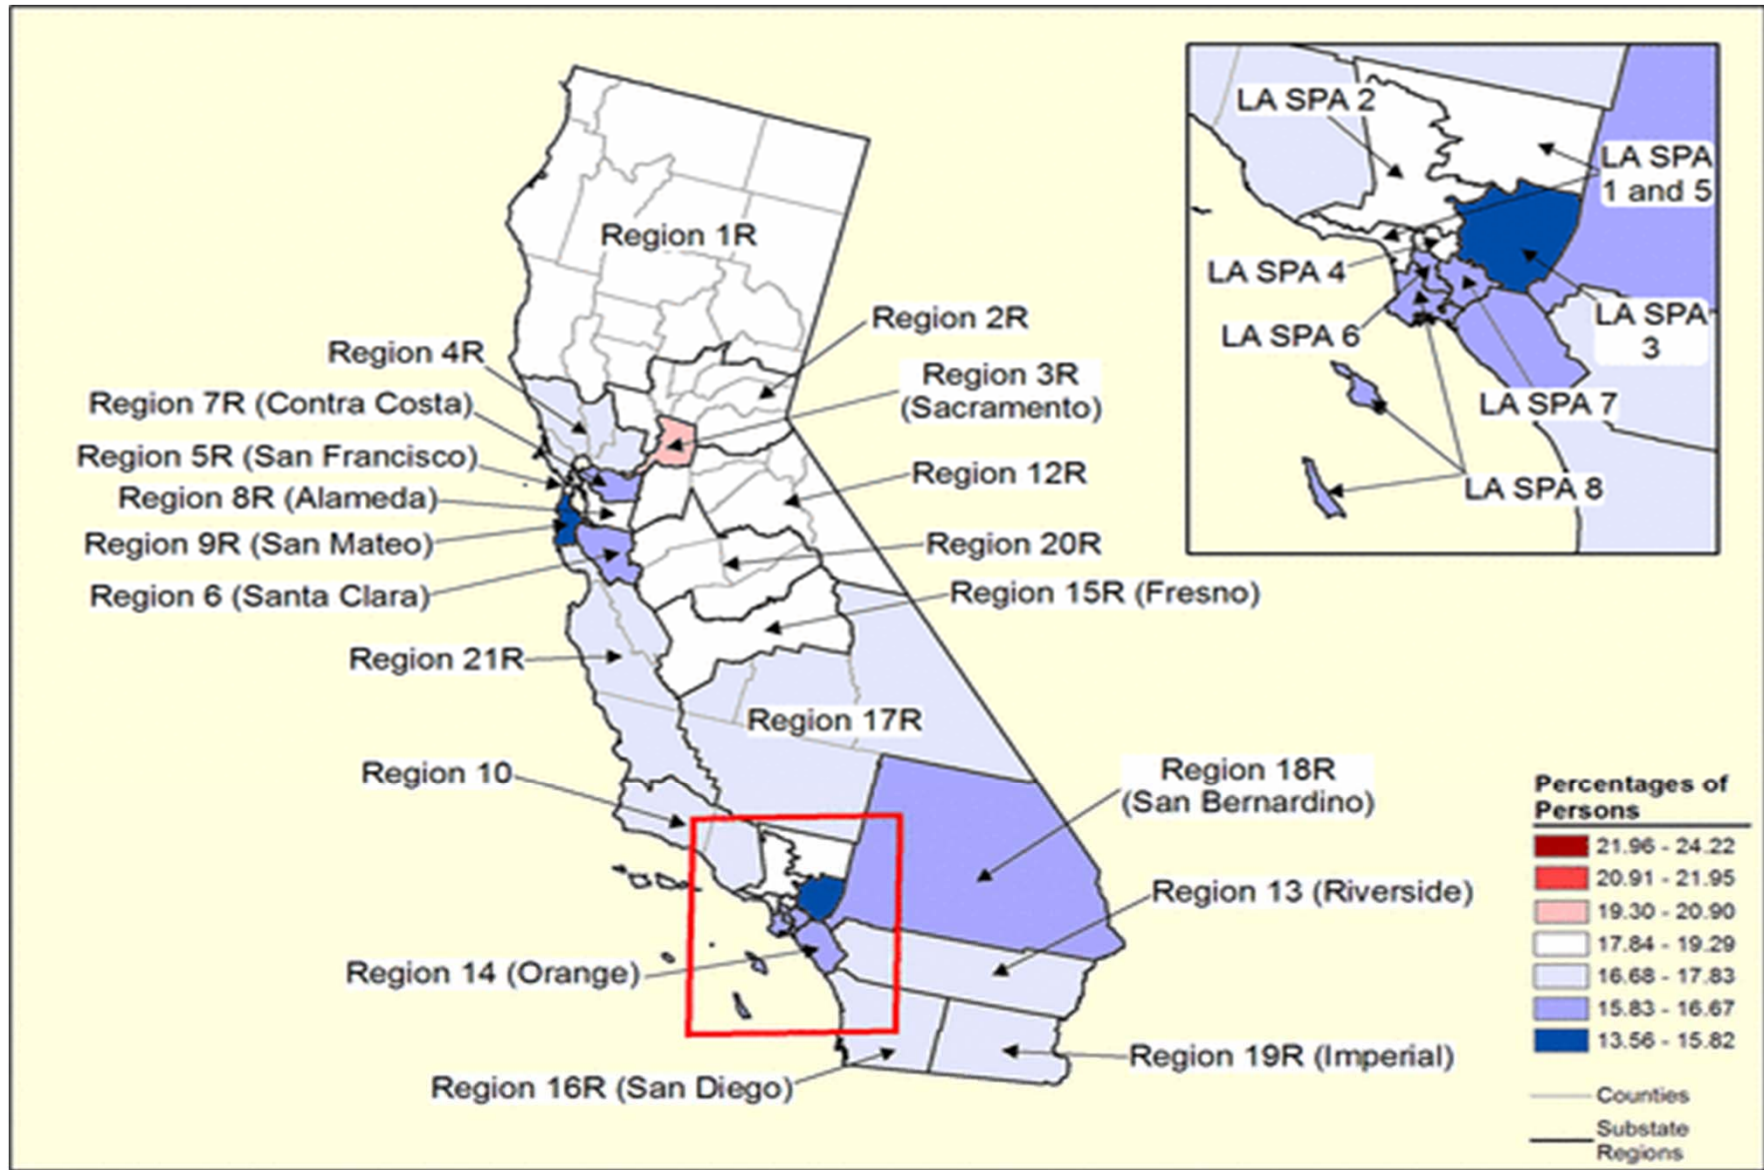 Region 1R
Region 2R
Region 4R
Region 3R
(Sacramento)
Region 7R (Contra Costa)
Region 5R (San Francisco)
Region 12R
Region 8R (Alameda)
Region 9R (San Mateo)
Region 20R
Region 6 (Santa Clara)
Region 15R (Fresno)
Region 21R
Region 17R
Region 10
Region 18R
(San Bernardino)
Region 13 (Riverside)
Region 14 (Orange)
Region 19R (Imperial)
Region 16R (San Diego)
LA SPA 2
LA SPA
1 and 5
LA SPA 4
LA SPA 6
LA SPA
3
LA SPA 7
LA SPA 8
Percentages of
Persons
21.96 - 24.22
20.91 - 21.95
19.30 - 20.90
17.84 - 19.29
16.68 - 17.83
15.83 - 16.67
13.56 - 15.82
Counties
Substate
Regions